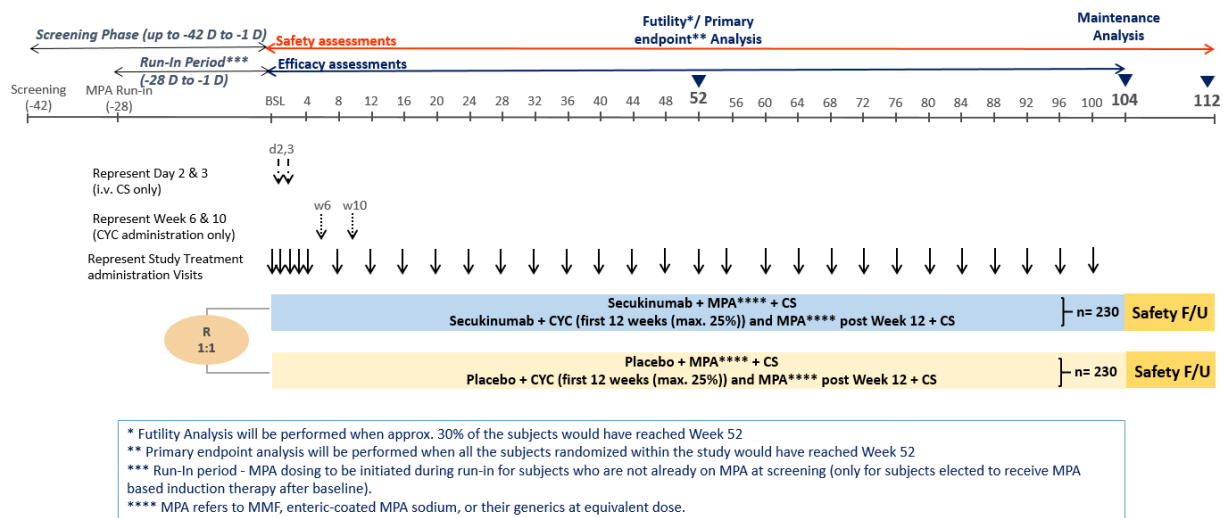 Futility*/ Primary
endpoint** Analysis
Maintenance
Analysis
Screening Phase (up to -42 D to -1 D)
Safety assessments
Run-In Period***
(-28 D to -1 D)
Efficacy assessments
Screening
(-42)
MPA Run-in
(-28)
BSL 4 8 12 16 20 24 28 32 36 40 44 48 52 56 60 64 68 72 76 80 84 88 92 96 100 104 112
d2,3
Represent Day 2 & 3
(i.v. CS only)
w6 w10
Represent Week 6 & 10
(CYC administration only)
Represent Study Treatment
administration Visits
R
1:1
Secukinumab + MPA**** + CS
Secukinumab + CYC (first 12 weeks (max. 25%)) and MPA**** post Week 12 + CS
n= 230
Safety F/U
Placebo + MPA**** + CS
Placebo + CYC (first 12 weeks (max. 25%)) and MPA**** post Week 12 + CS
n= 230
Safety F/U
* Futility Analysis will be performed when approx. 30% of the subjects would have reached Week 52
** Primary endpoint analysis will be performed when all the subjects randomized within the study would have reached Week 52
*** Run-In period - MPA dosing to be initiated during run-in for subjects who are not already on MPA at screening (only for subjects elected to receive MPA
based induction therapy after baseline).
**** MPA refers to MMF, enteric-coated MPA sodium, or their generics at equivalent dose.